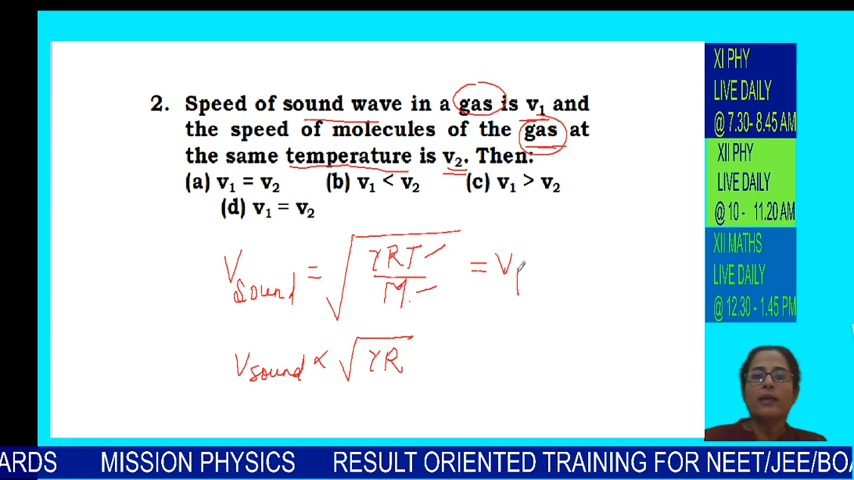 2. Speed of sound wave in a gas is v₁ and
the speed of molecules of the gas at
the same temperature is v₂. Then:
(a) v₁ = v₂ (b) v₁ < v₂ (c) v₁ > v₂
(d) v₁ = v₂
V_Sound = √(γRT/M) = V₁
V_sound ∝ √(γR)
XI PHY
LIVE DAILY
@ 7.30- 8.45 AM
XII PHY
LIVE DAILY
@ 10 - 11.20 AM
XII MATHS
LIVE DAILY
@ 12.30 - 1.45 PM
ARDS MISSION PHYSICS RESULT ORIENTED TRAINING FOR NEET/JEE/BOA